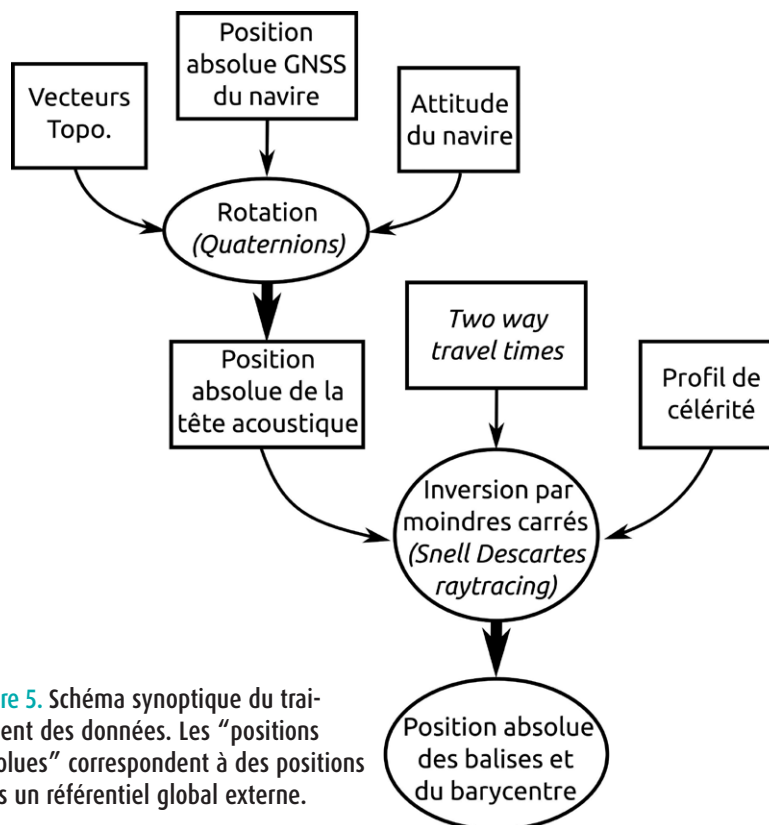 Position
absolue GNSS
du navire
Vecteurs
Topo.
Attitude
du navire
Rotation
(Quaternions)
Two way
travel times
Position
absolue de la
tête acoustique
Profil de
célérité
Inversion par
moindres carrés
(Snell Descartes
raytracing)
re 5. Schéma synoptique du trai-
ent des données. Les “positions
olues” correspondent à des positions
s un référentiel global externe.
Position absolue
des balises et
du barycentre